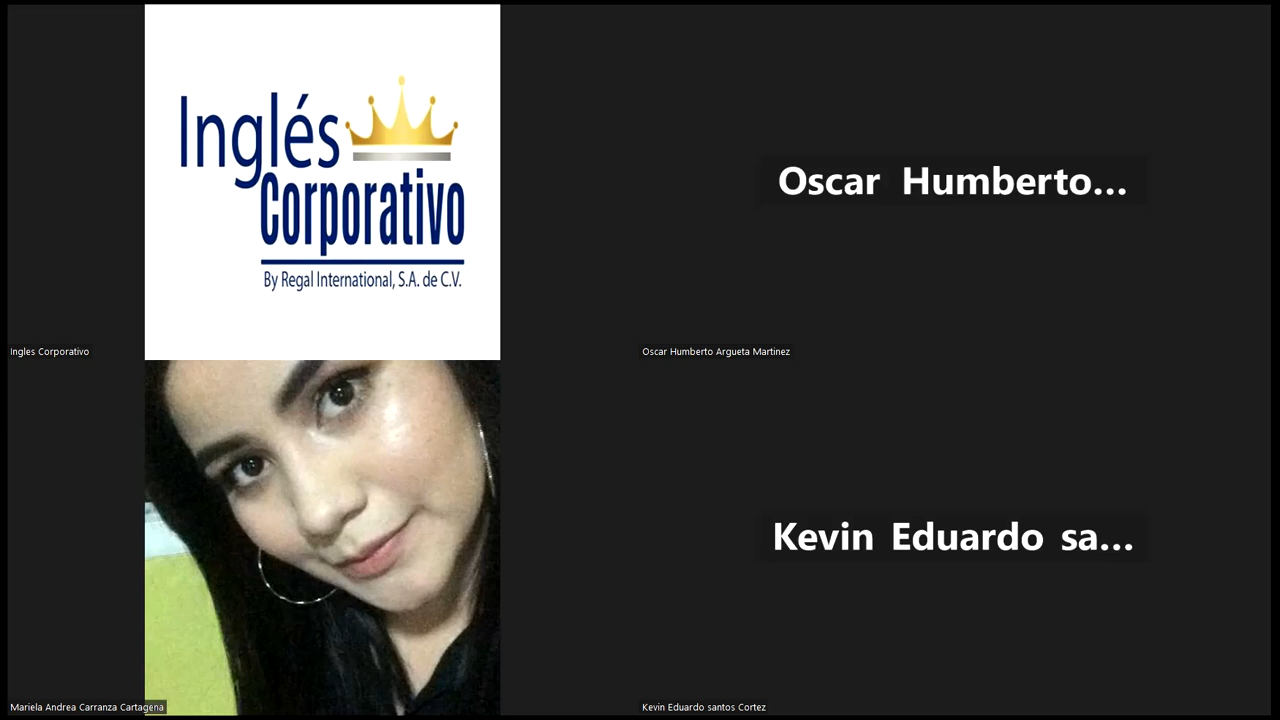 Inglés
Corporativo
By Regal International, S.A. de C.V.
Ingles Corporativo
Oscar Humberto...
Oscar Humberto Argueta Martinez
Mariela Andrea Carranza Cartagena
Kevin Eduardo sa...
Kevin Eduardo santos Cortez